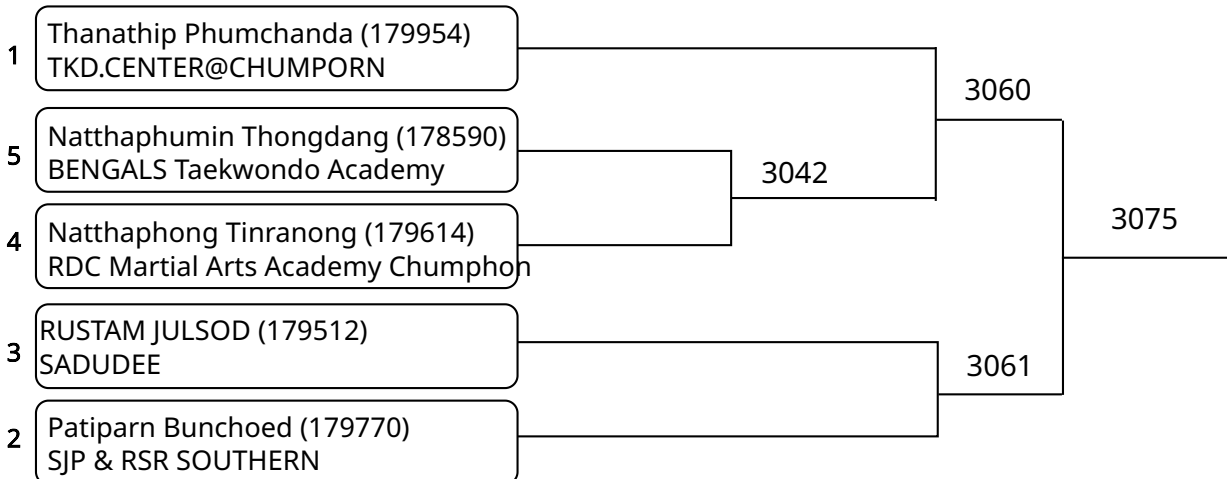 1
Thanathip Phumchanda (179954)
TKD.CENTER@CHUMPORN
3060
5
Natthaphumin Thongdang (178590)
BENGALS Taekwondo Academy
3042
4
Natthaphong Tinranong (179614)
RDC Martial Arts Academy Chumphon
3075
3
RUSTAM JULSOD (179512)
SADUDEE
3061
2
Patiparn Bunchoed (179770)
SJP & RSR SOUTHERN